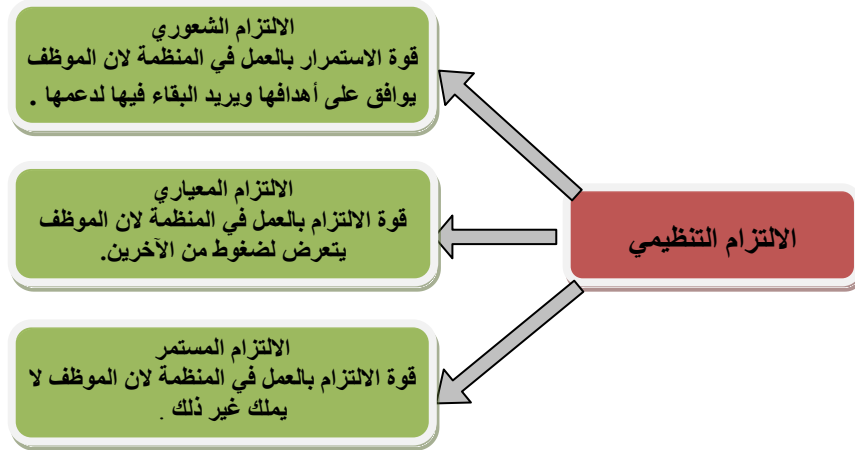 الالتزام التنظيمي
الالتزام الشعوري
قوة الاستمرار بالعمل في المنظمة لان الموظف
يوافق على أهدافها ويريد البقاء فيها لدعمها .
الالتزام المعياري
قوة الالتزام بالعمل في المنظمة لان الموظف
يتعرض لضغوط من الآخرين.
الالتزام المستمر
قوة الالتزام بالعمل في المنظمة لان الموظف لا
يملك غير ذلك .